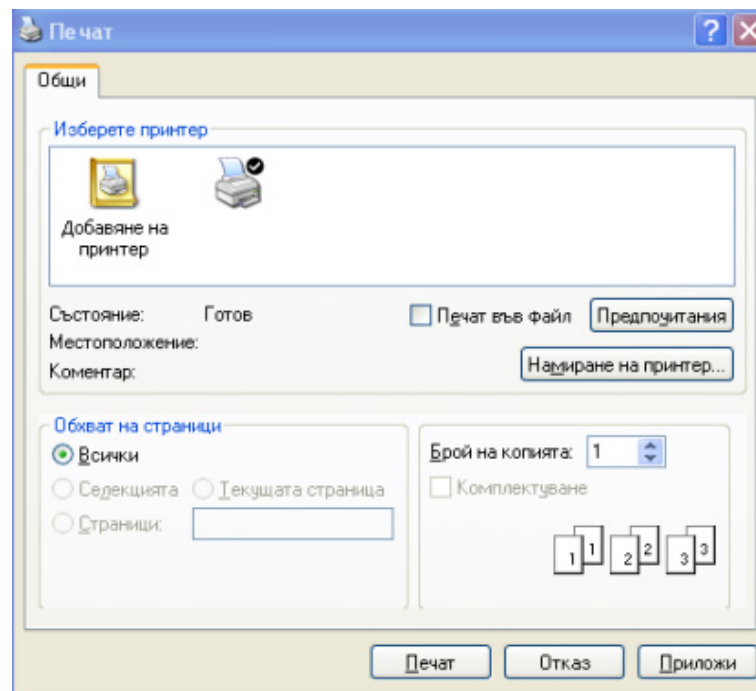 Печат
Общи
Изберете принтер
Добавяне на
принтер
Състояние: Готов
Печат във файл Предпочитания
Местоположение:
Коментар:
Намиране на принтер...
Обхват на страници
Всички
Селекцията Текущата страница
Страници:
Брой на копията: 1
Комплектуване
1 1 2 2 3 3
Печат Отказ Приложи